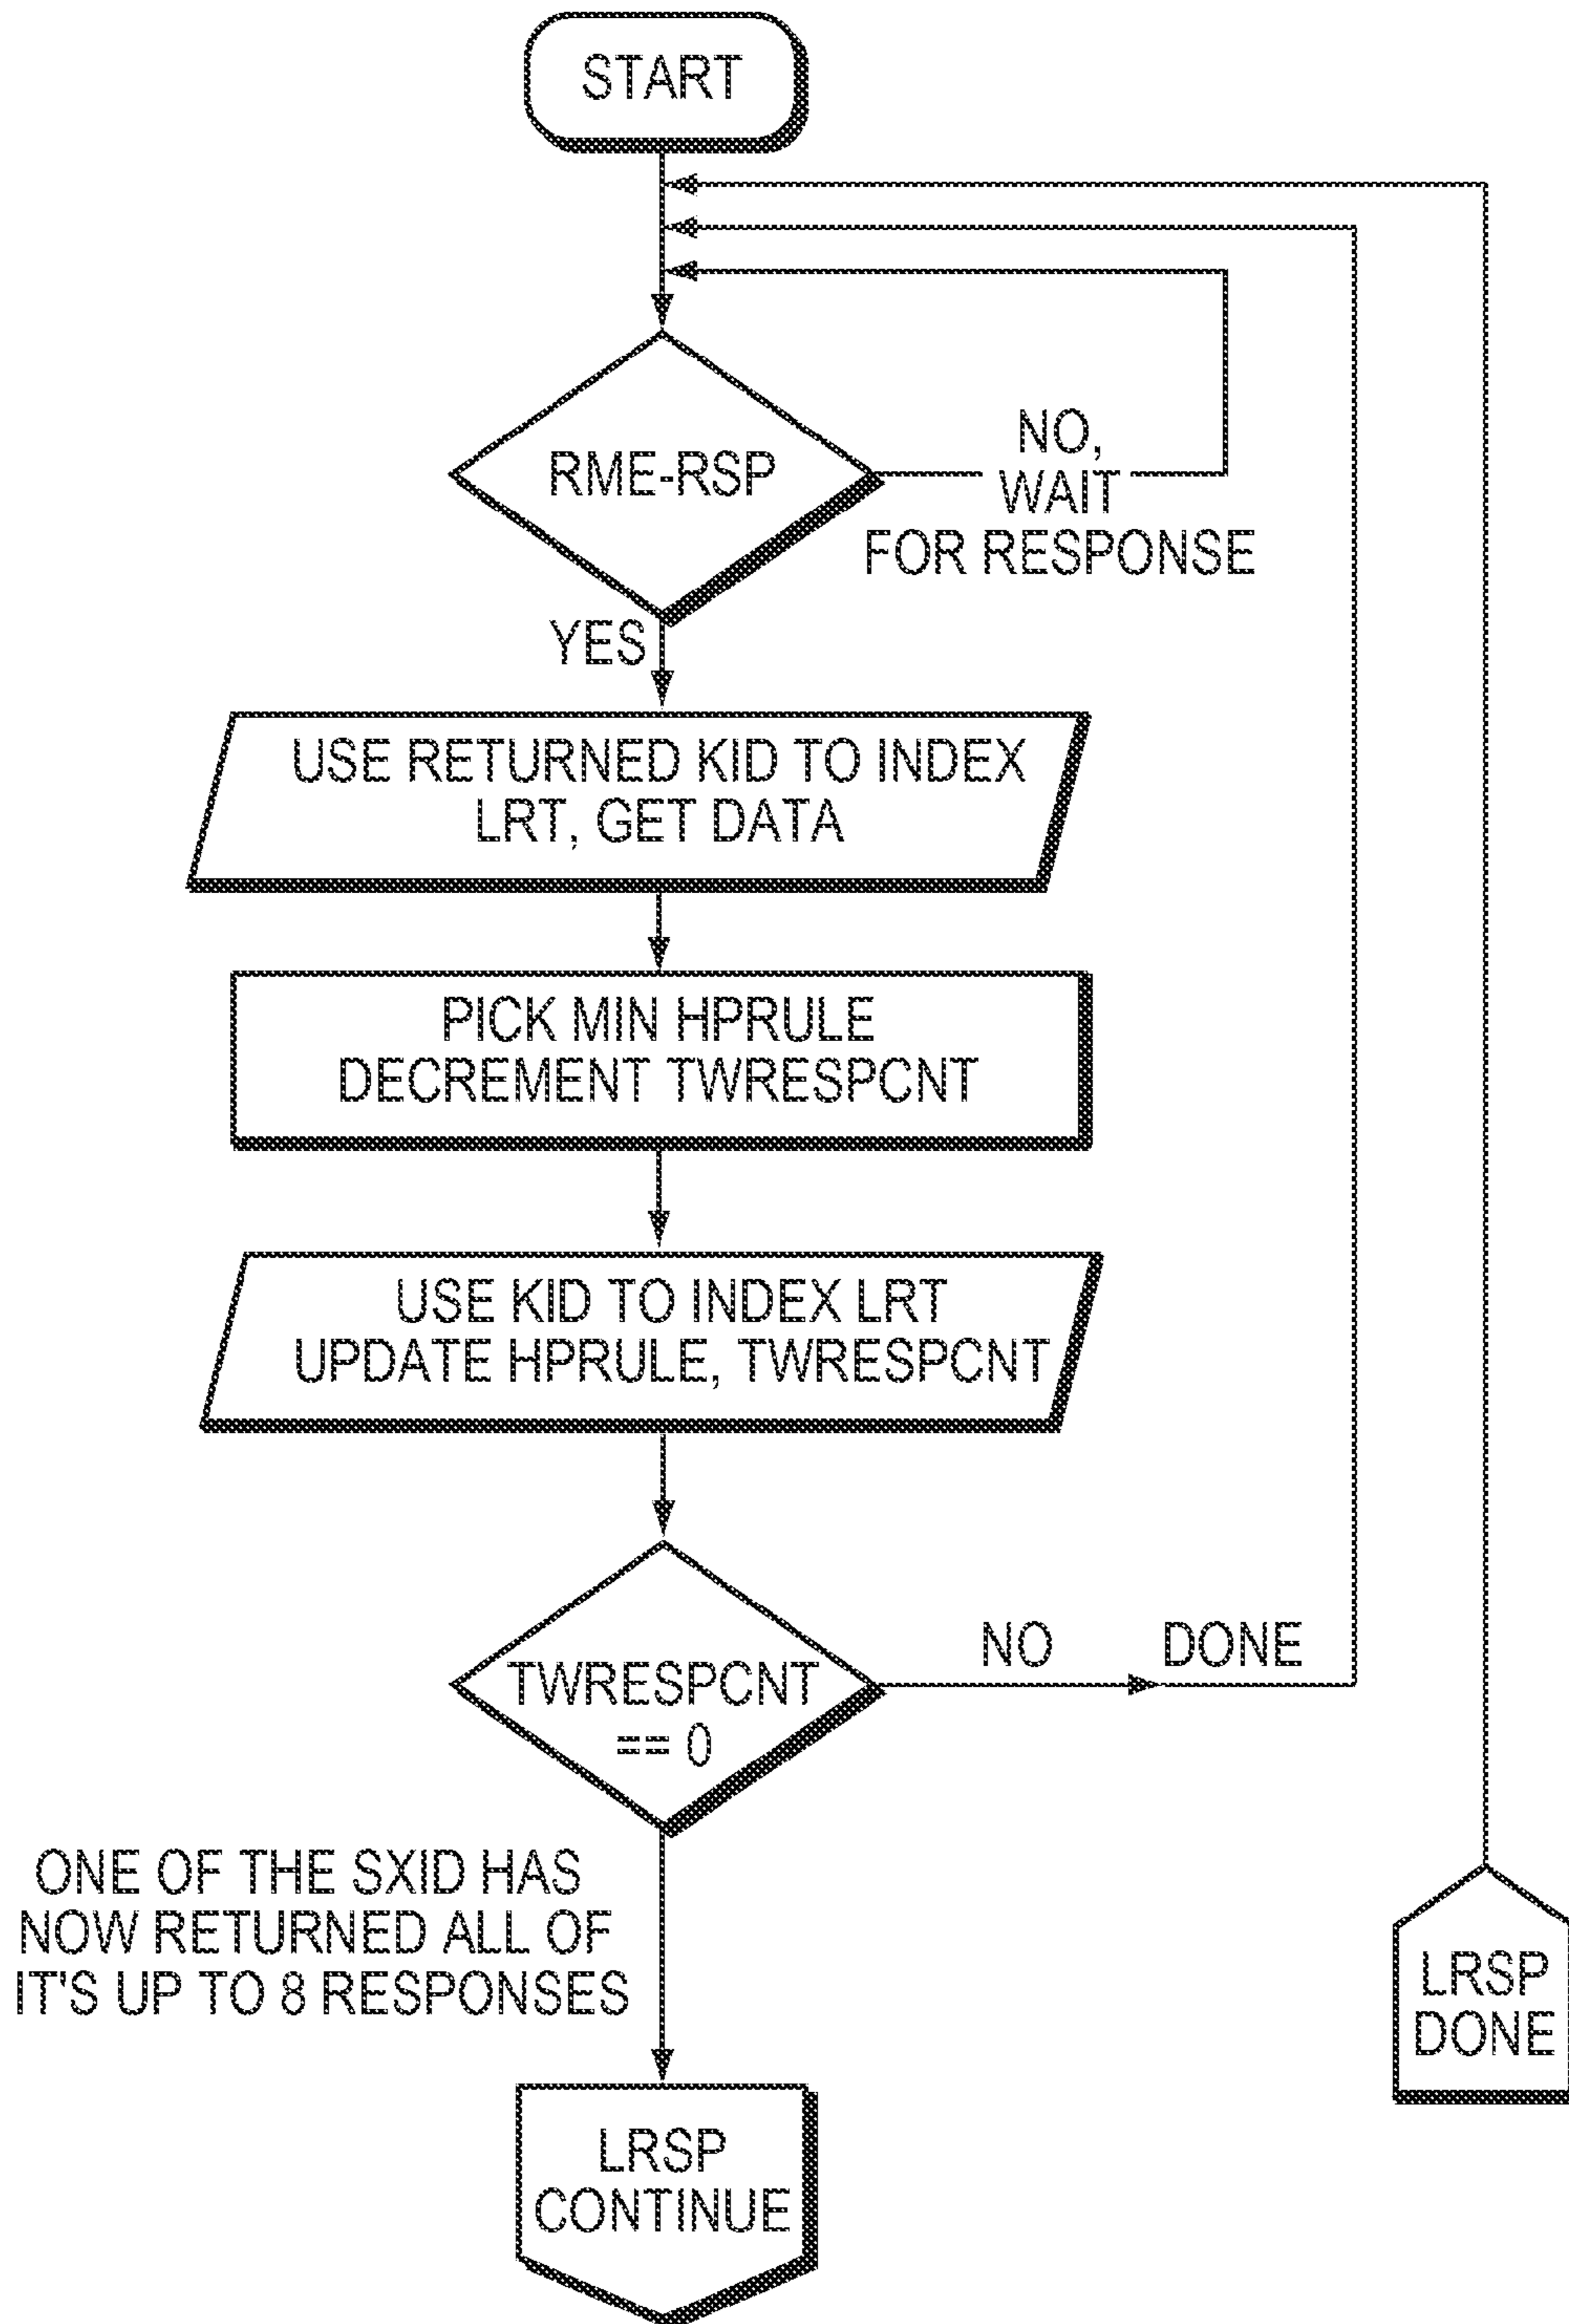 START
RME-RSP
NO,
WAIT
FOR RESPONSE
YES
USE RETURNED KID TO INDEX
LRT, GET DATA
PICK MIN HPRULE
DECREMENT TWRESPCNT
USE KID TO INDEX LRT
UPDATE HPRULE, TWRESPCNT
TWRESPCNT
== 0
NO
DONE
ONE OF THE SXID HAS
NOW RETURNED ALL OF
IT'S UP TO 8 RESPONSES
LRSP
DONE
LRSP
CONTINUE